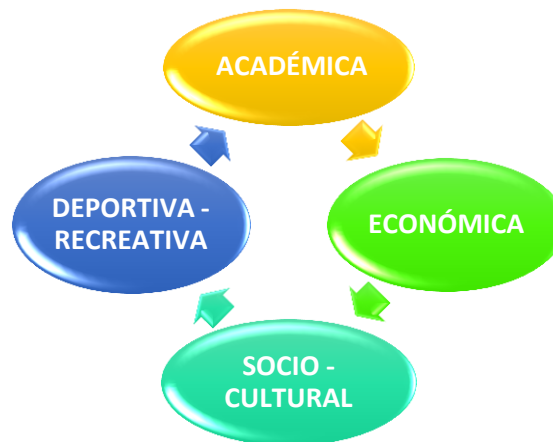 ACADÉMICA
ECONÓMICA
SOCIO -
CULTURAL
DEPORTIVA -
RECREATIVA